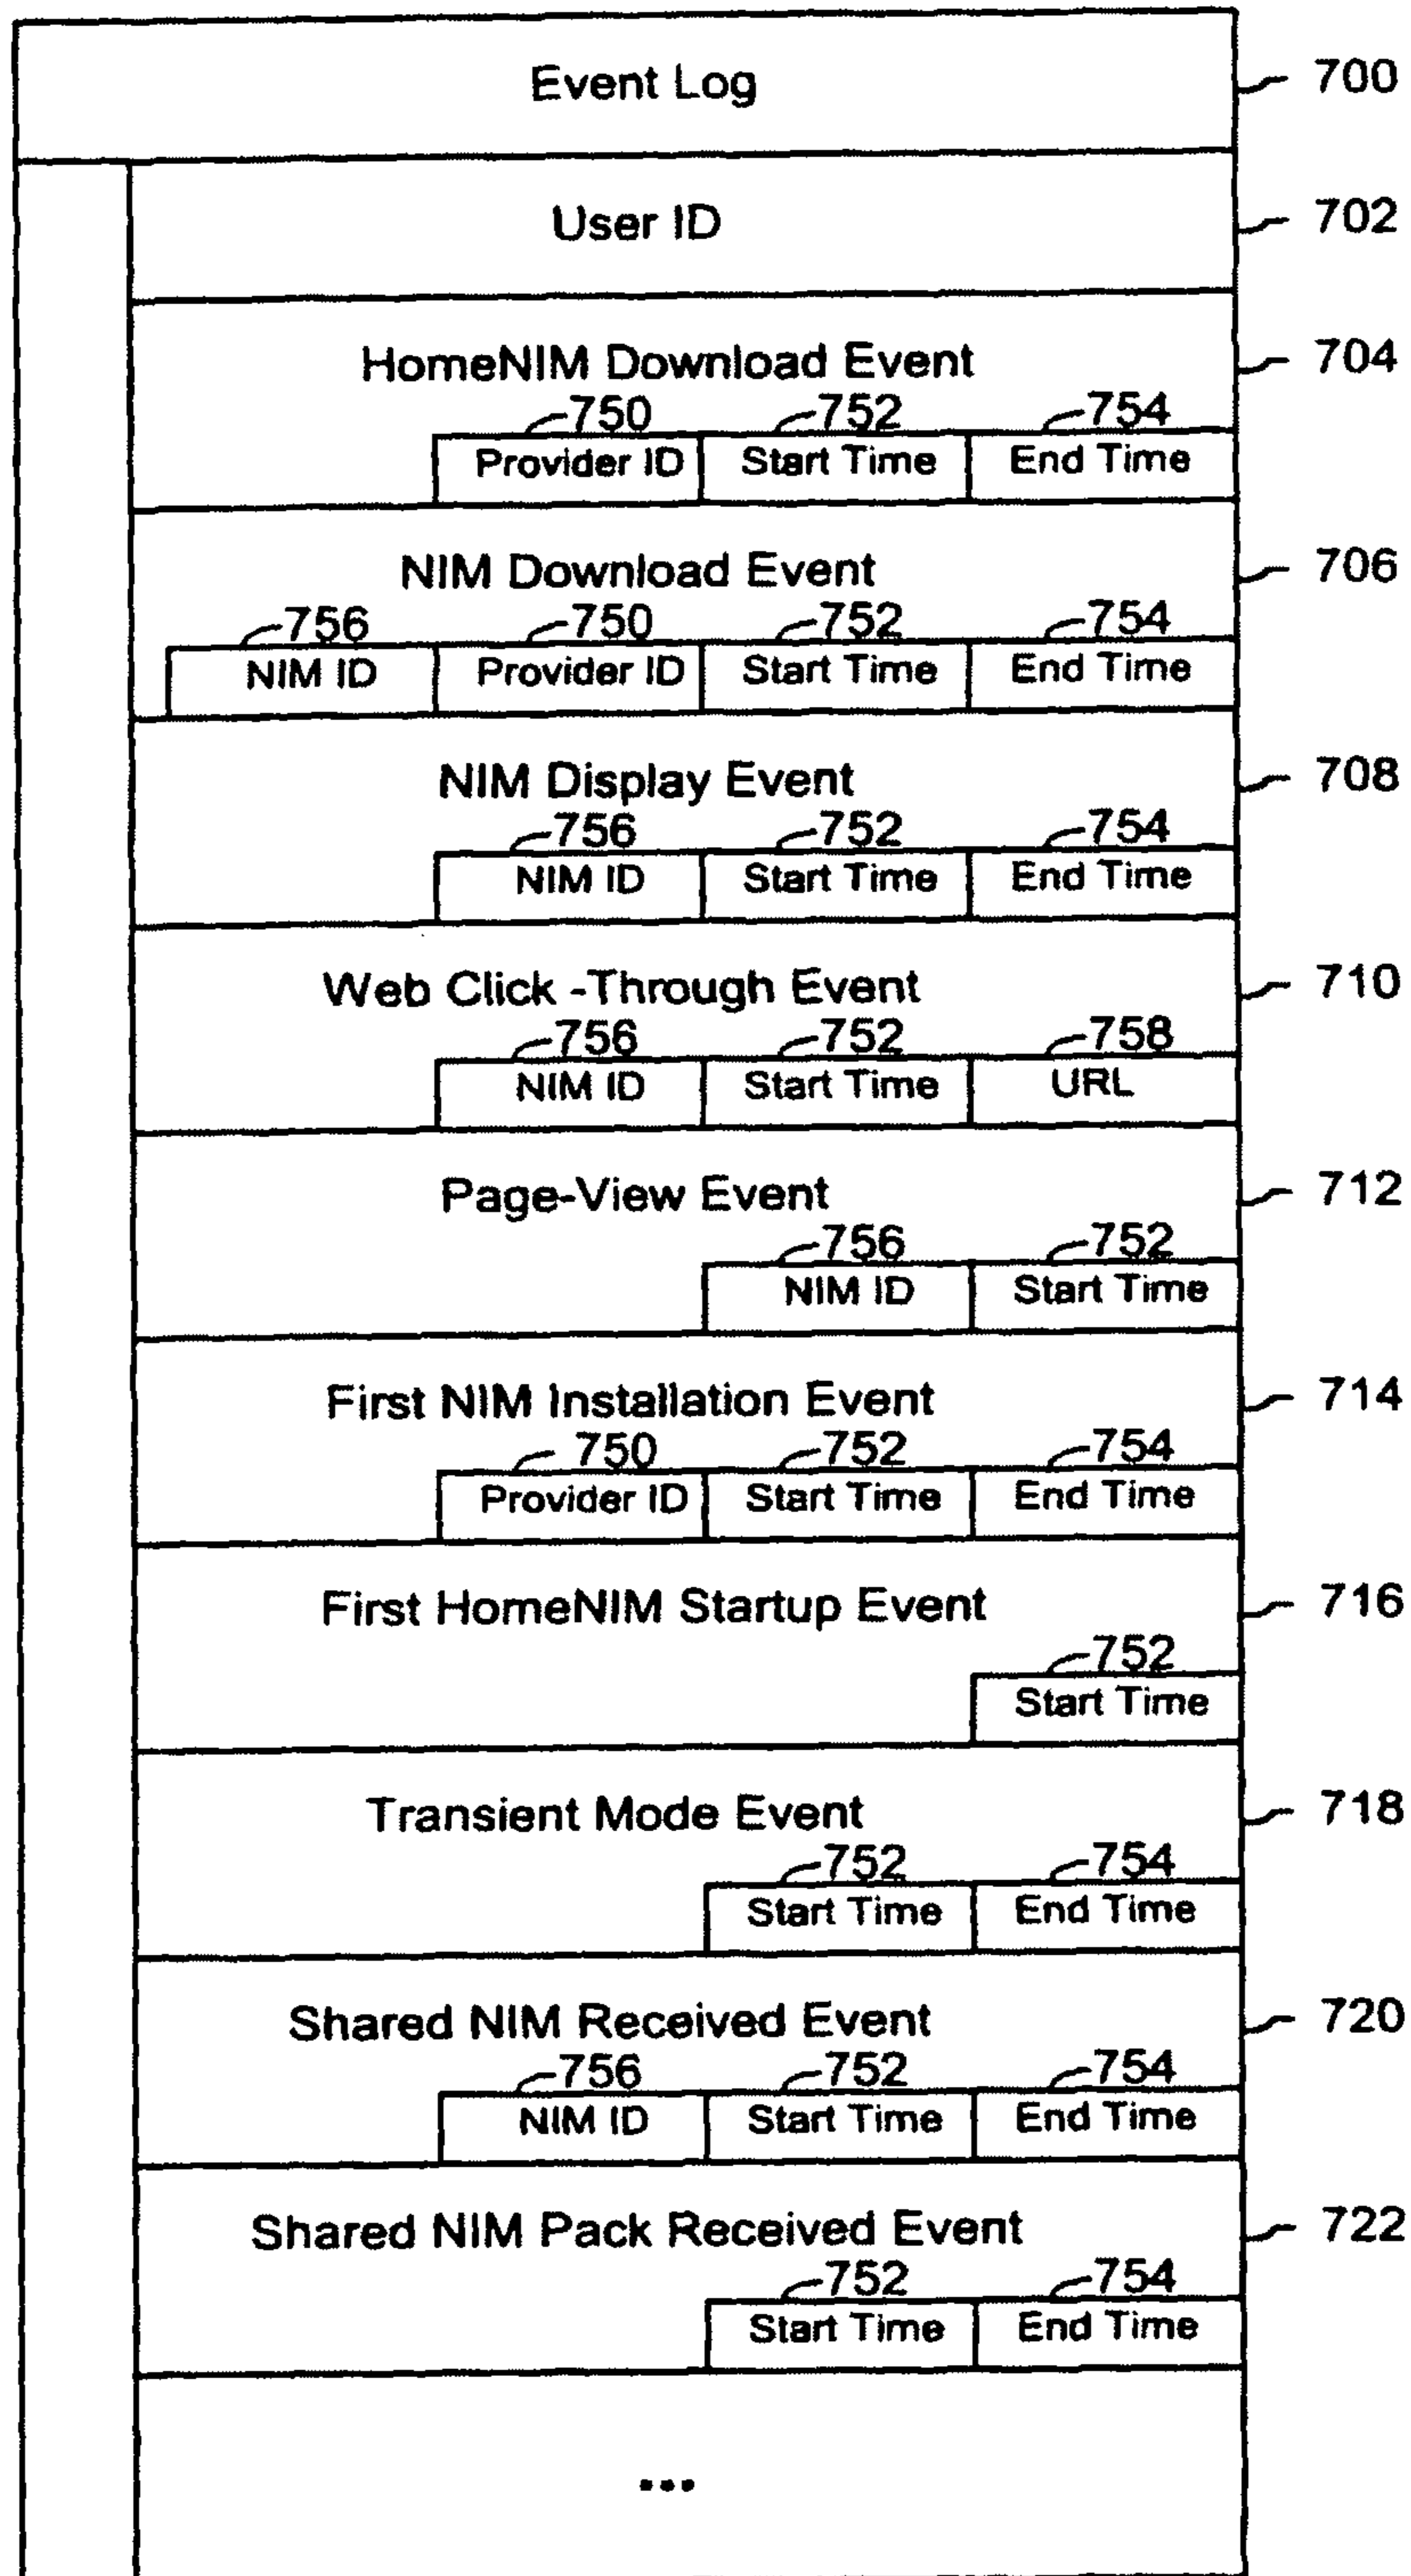 Event Log 700
User ID 702
HomeNIM Download Event 704
750 752 754
Provider ID Start Time End Time
NIM Download Event 706
756 750 752 754
NIM ID Provider ID Start Time End Time
NIM Display Event 708
756 752 754
NIM ID Start Time End Time
Web Click -Through Event 710
756 752 758
NIM ID Start Time URL
Page-View Event 712
756 752
NIM ID Start Time
First NIM Installation Event 714
750 752 754
Provider ID Start Time End Time
First HomeNIM Startup Event 716
752
Start Time
Transient Mode Event 718
752 754
Start Time End Time
Shared NIM Received Event 720
756 752 754
NIM ID Start Time End Time
Shared NIM Pack Received Event 722
752 754
Start Time End Time
...